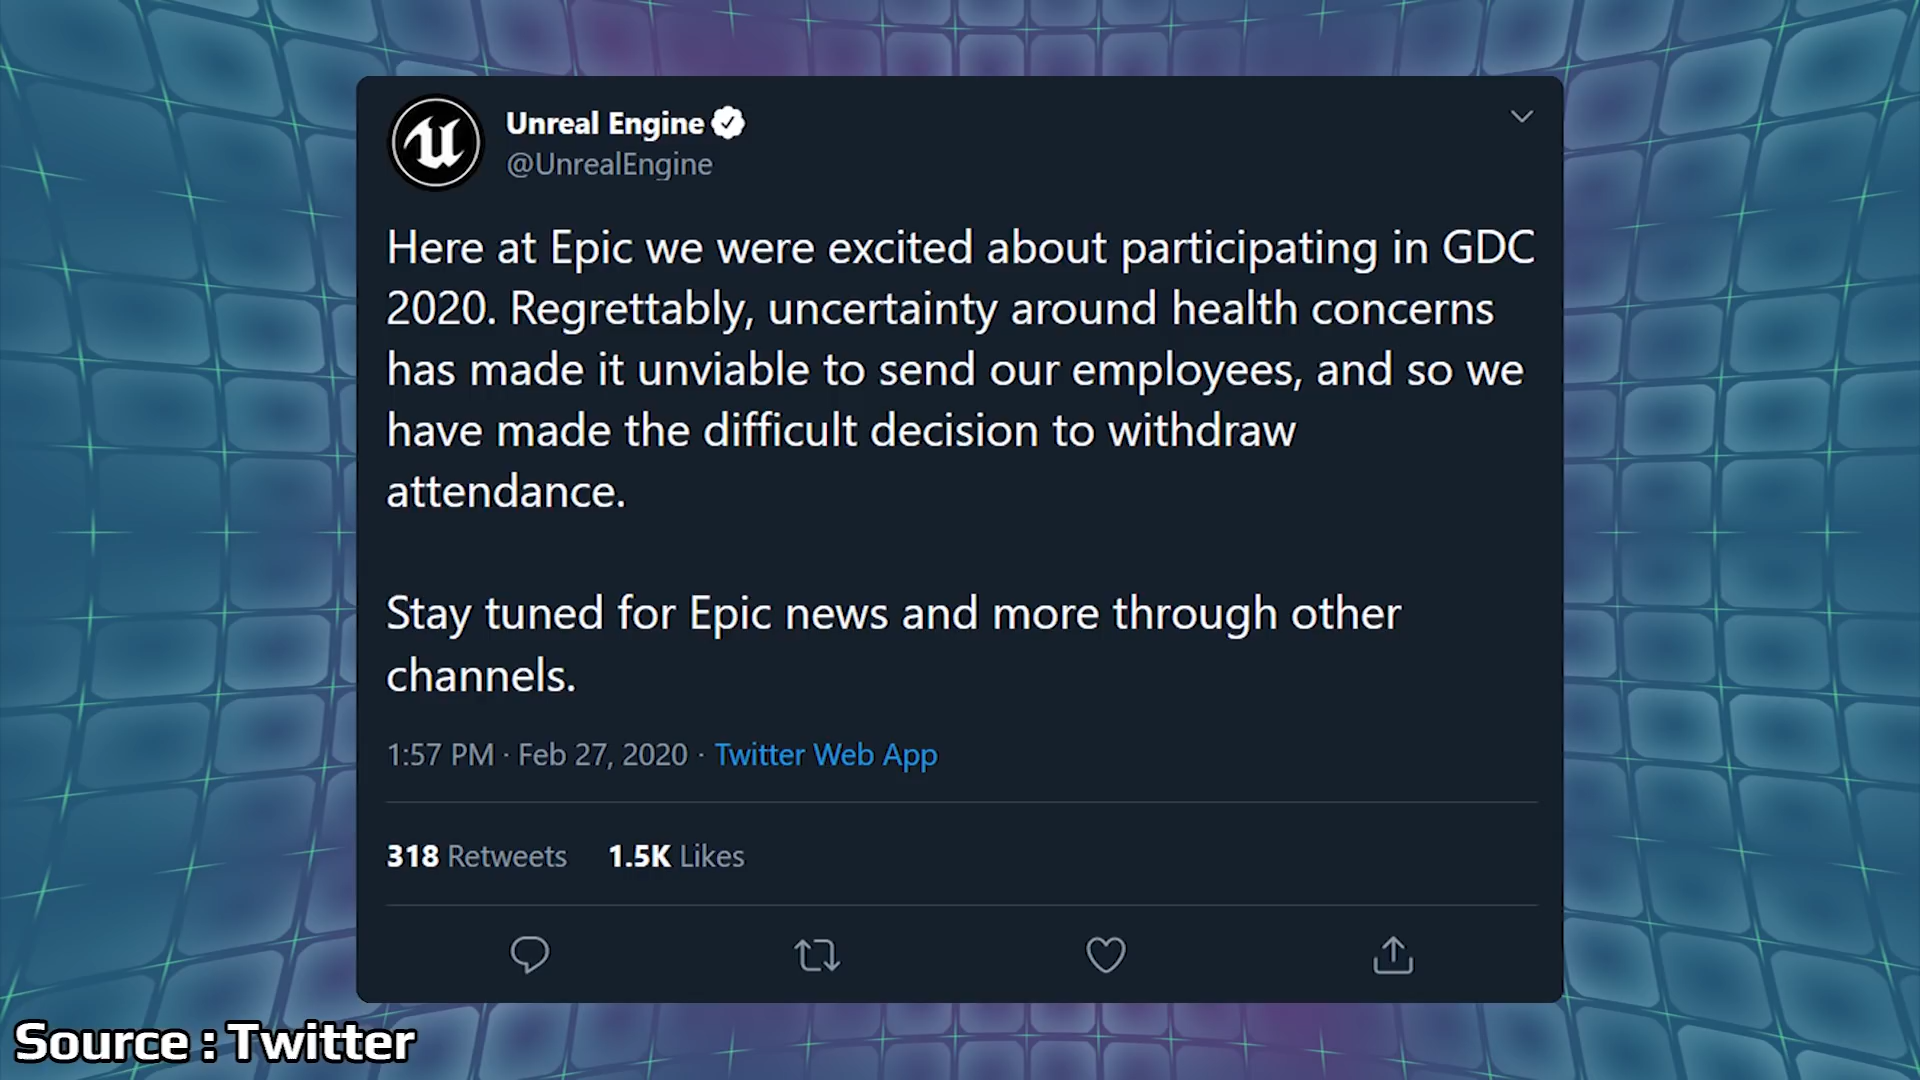 Unreal Engine
@UnrealEngine
Here at Epic we were excited about participating in GDC
2020. Regrettably, uncertainty around health concerns
has made it unviable to send our employees, and so we
have made the difficult decision to withdraw
attendance.
Stay tuned for Epic news and more through other
channels.
1:57 PM · Feb 27, 2020 · Twitter Web App
318 Retweets 1.5K Likes
Source : Twitter